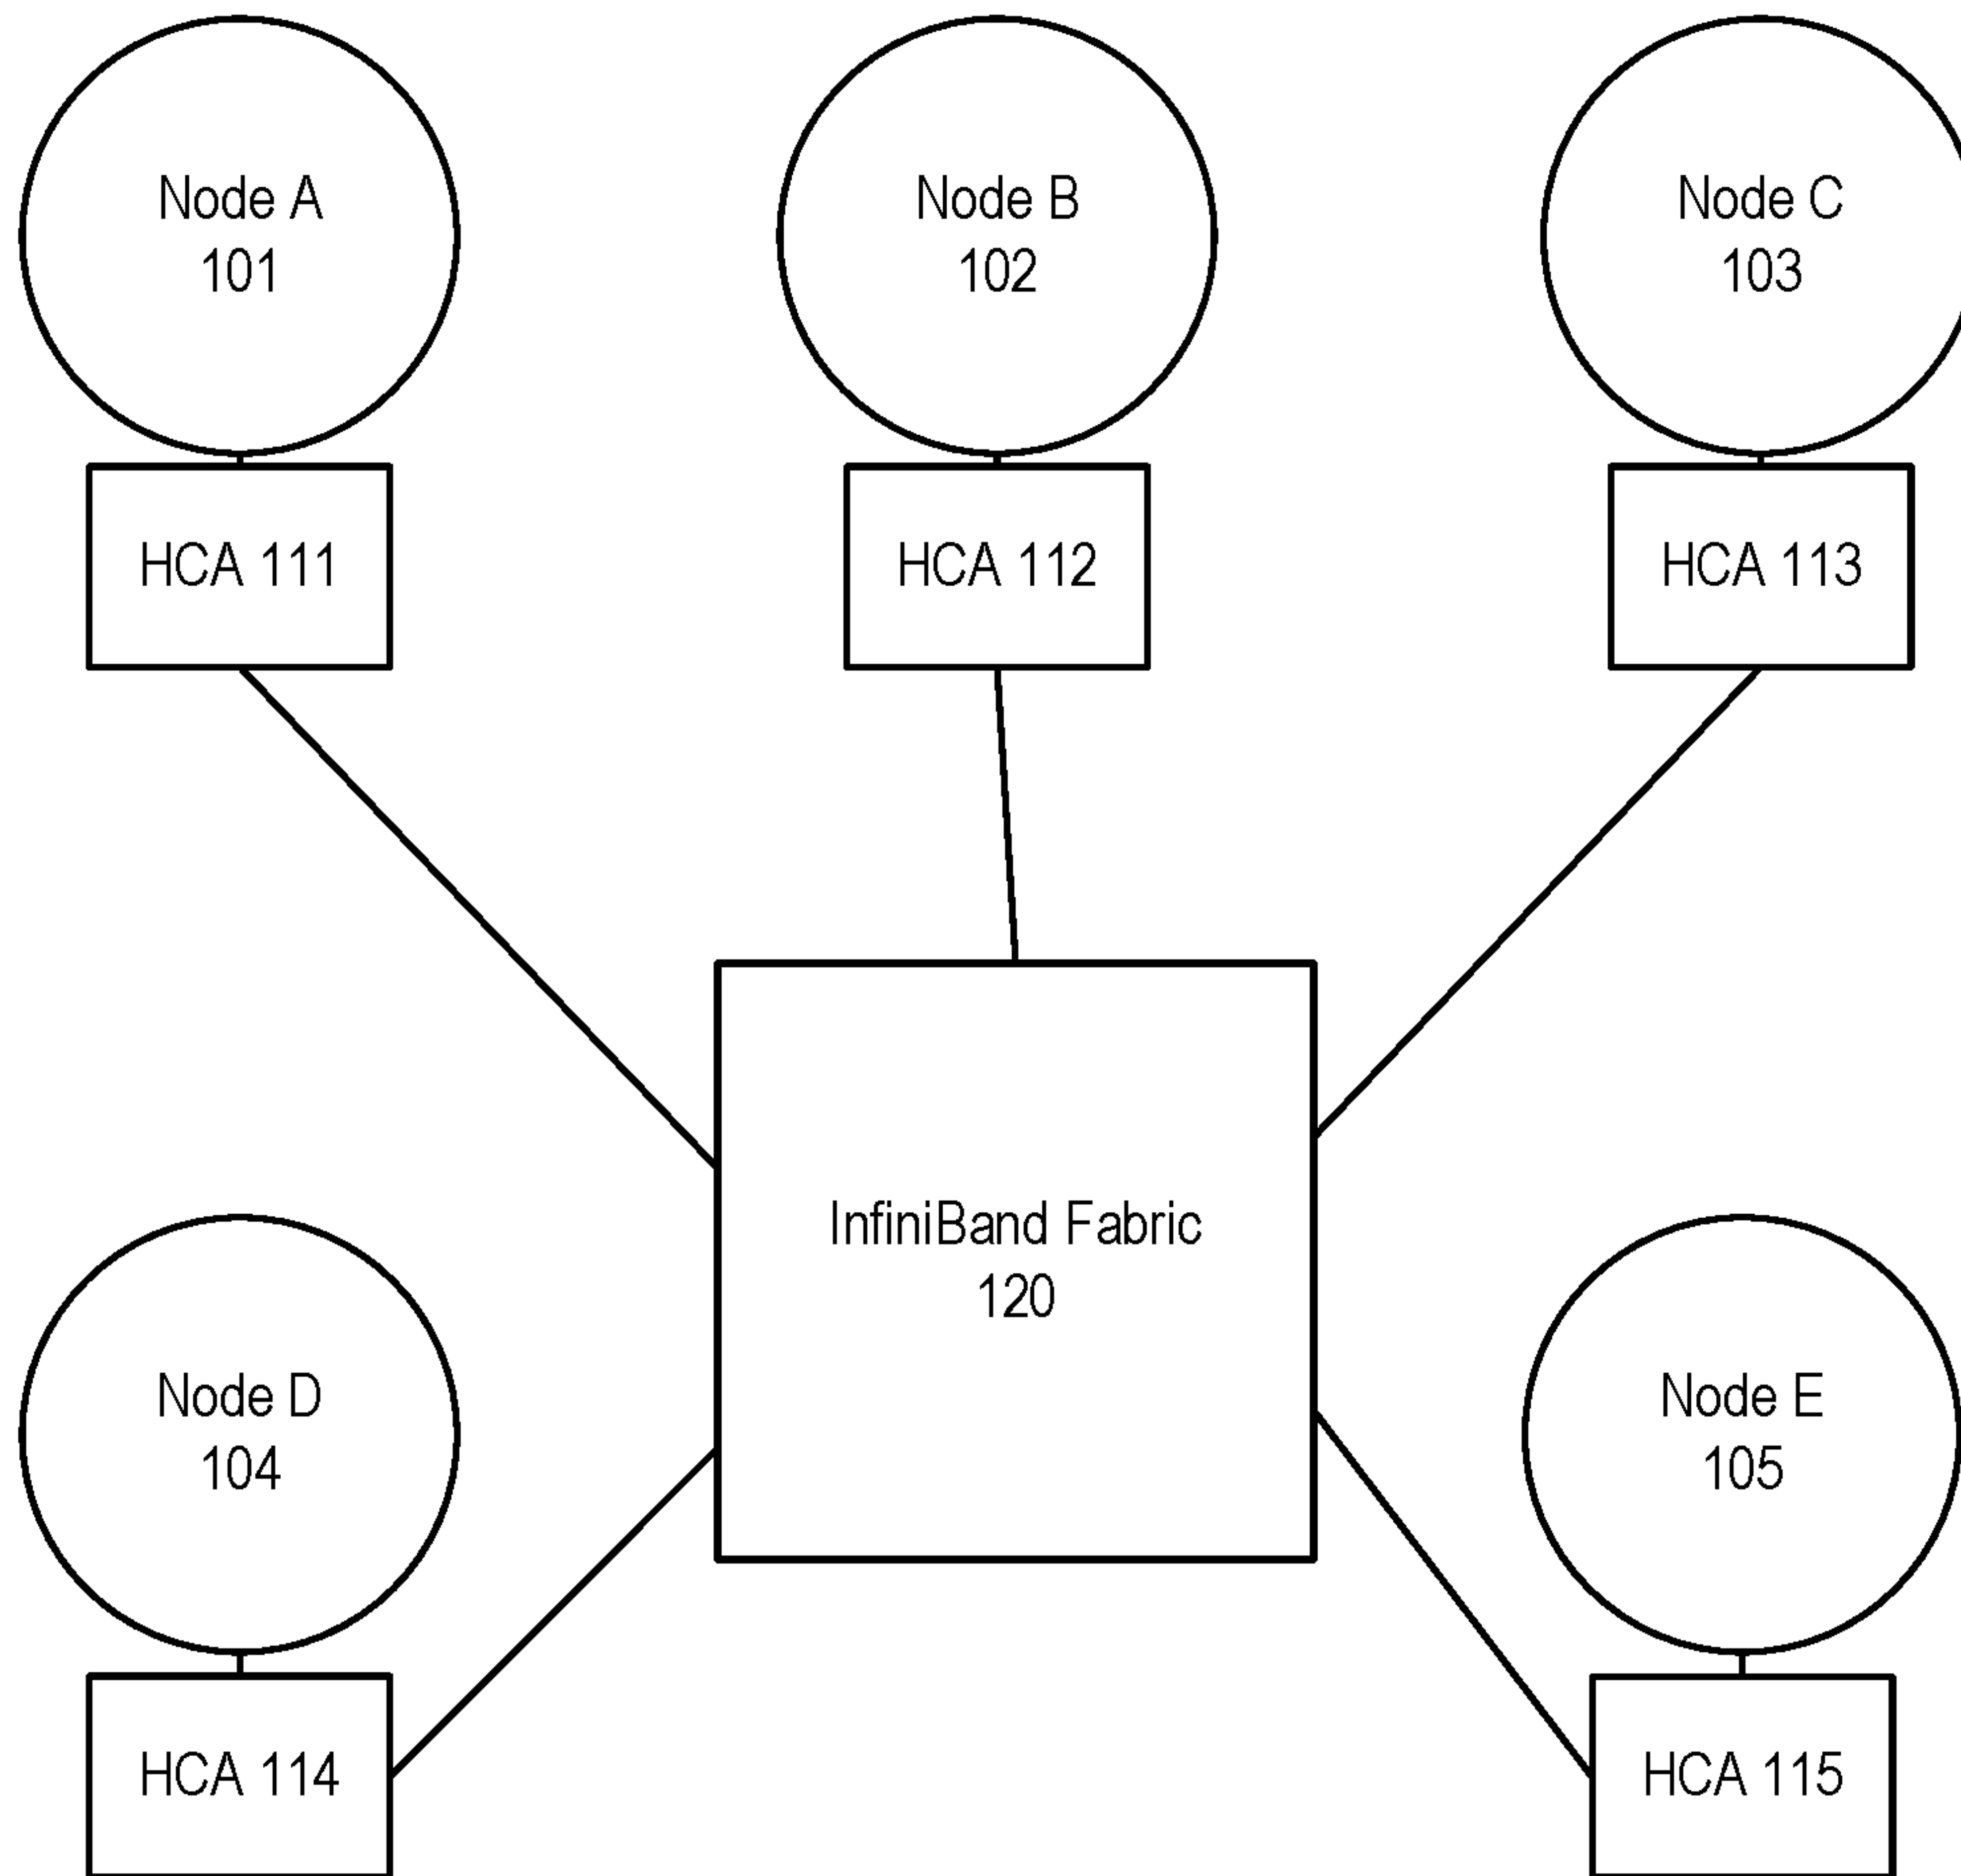 Node A
101
Node B
102
Node C
103
HCA 111
HCA 112
HCA 113
InfiniBand Fabric
120
Node D
104
Node E
105
HCA 114
HCA 115